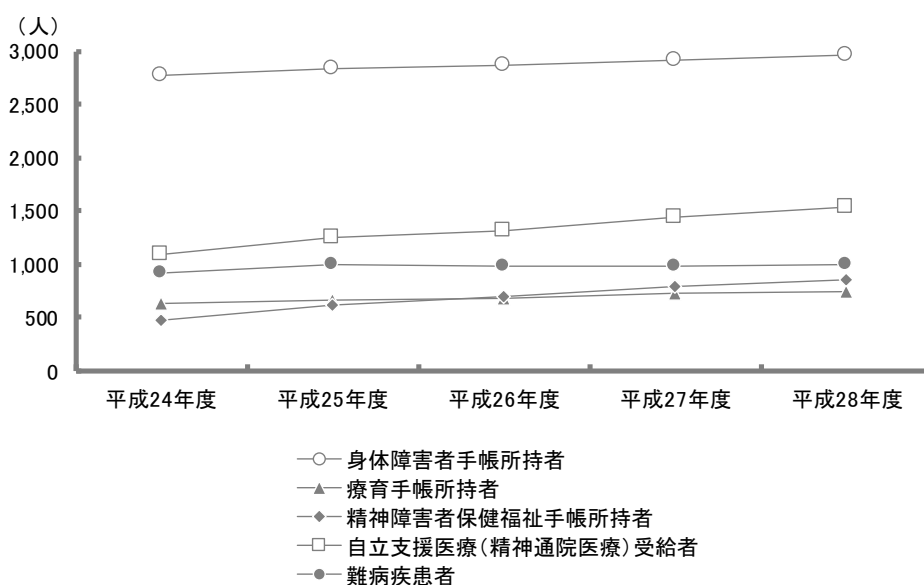 （人）
3,000
2,500
2,000
1,500
1,000
500
0
平成24年度 平成25年度 平成26年度 平成27年度 平成28年度
身体障害者手帳所持者
療育手帳所持者
精神障害者保健福祉手帳所持者
自立支援医療（精神通院医療）受給者
難病疾患者